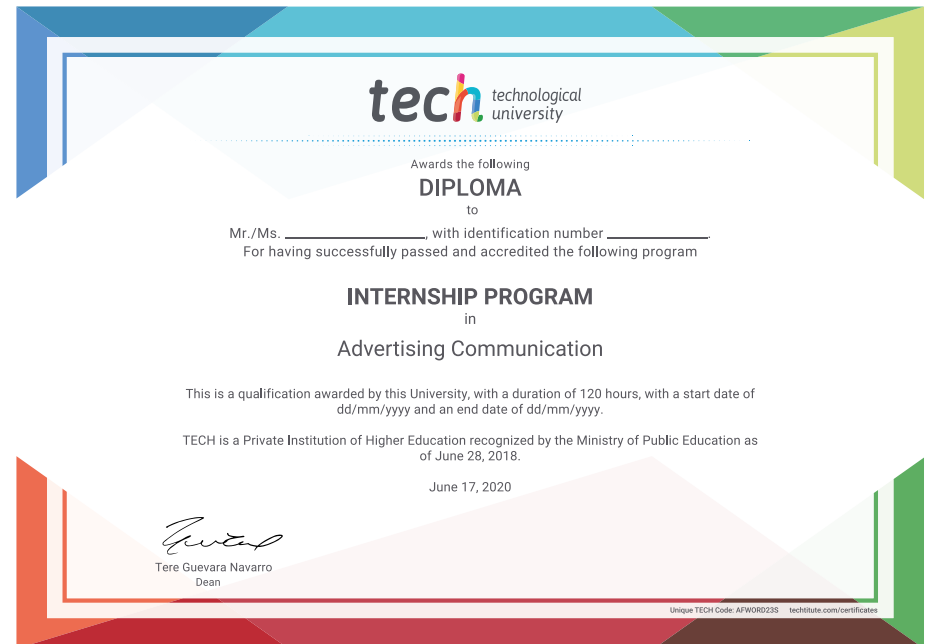 tech technological
university
Awards the following
DIPLOMA
to
Mr./Ms. ____________________, with identification number ______________.
For having successfully passed and accredited the following program
INTERNSHIP PROGRAM
in
Advertising Communication
This is a qualification awarded by this University, with a duration of 120 hours, with a start date of
dd/mm/yyyy and an end date of dd/mm/yyyy.
TECH is a Private Institution of Higher Education recognized by the Ministry of Public Education as
of June 28, 2018.
June 17, 2020
Tere Guevara Navarro
Dean
Unique TECH Code: AFWORD23S techtitute.com/certificates